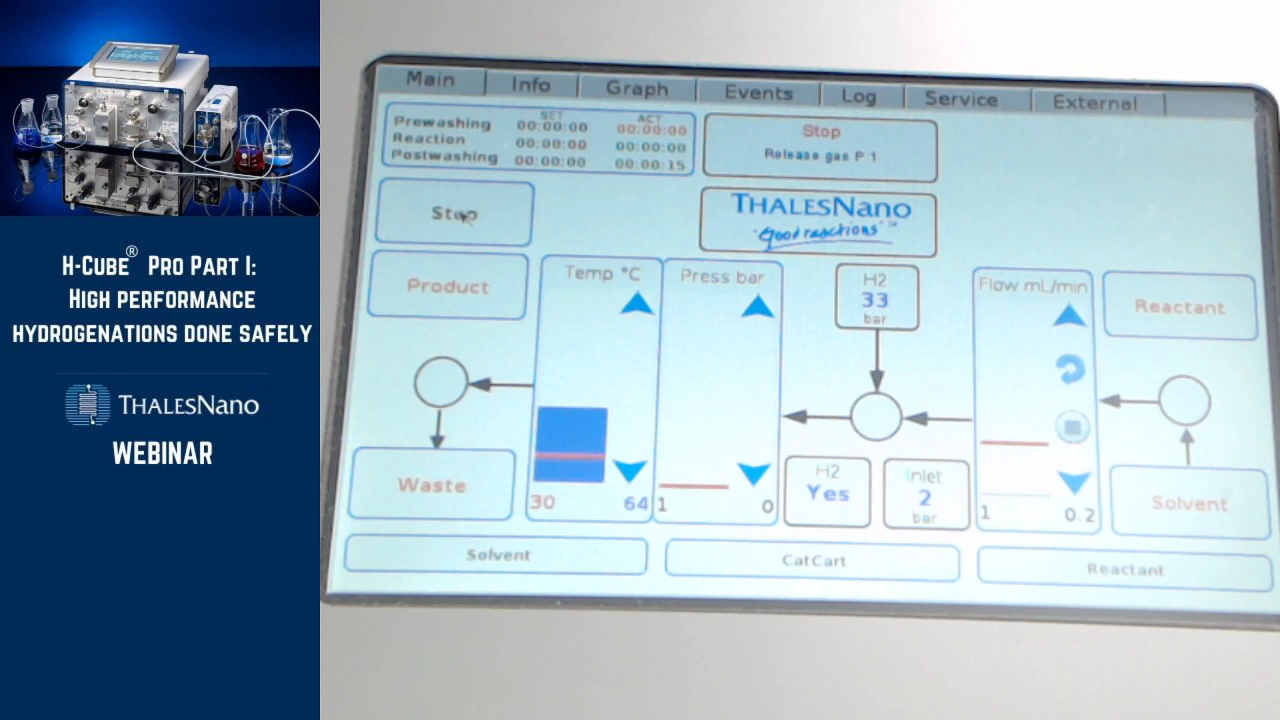 H-Cube® Pro Part I:
High performance
hydrogenations done safely
ThalesNano
WEBINAR
Main Info Graph Events Log Service External
SET ACT
Prewashing 00:00:00 00:00:00
Reaction 00:00:00 00:00:00
Postwashing 00:00:00 00:00:15
Stop
Release gas P 1
Stop
THALESNano
"Good reactions"™
Product
Temp °C
Press bar
H2
33
bar
Flow mL/min
Reactant
Waste
30 64
1 0
H2
Yes
Inlet
2
bar
1 0.2
Solvent
Solvent
CatCart
Reactant